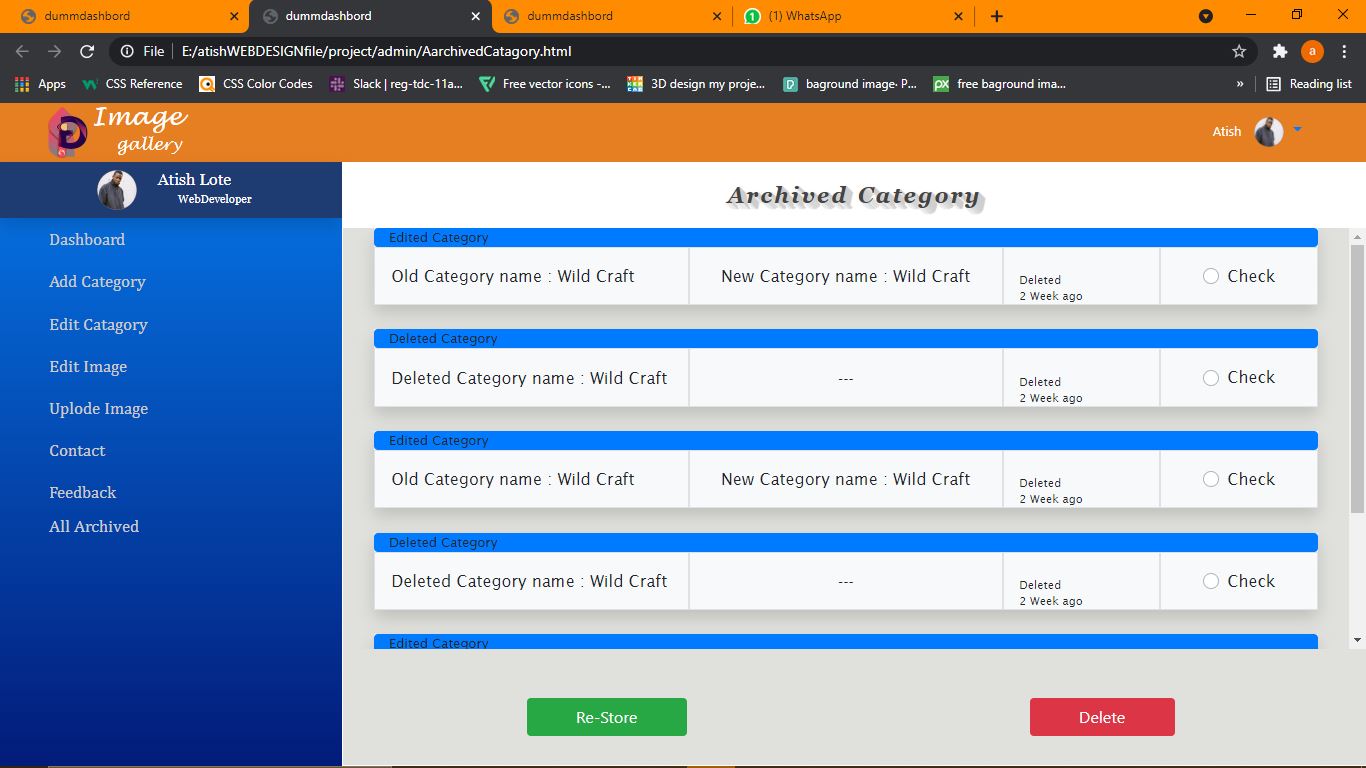 dummdashbord
dummdashbord
dummdashbord
(1) WhatsApp
File
E:/atishWEBDESIGNfile/project/admin/AarchivedCatagory.html
a
Apps
CSS Reference
CSS Color Codes
Slack | reg-tdc-11a...
Free vector icons -...
3D design my proje...
baground image· P...
free baground ima...
»
Reading list
Image
gallery
Atish
Atish Lote
WebDeveloper
Archived Category
Dashboard
Add Category
Edit Catagory
Edit Image
Uplode Image
Contact
Feedback
All Archived
Edited Category
Old Category name : Wild Craft
New Category name : Wild Craft
Deleted
2 Week ago
Check
Deleted Category
Deleted Category name : Wild Craft
---
Deleted
2 Week ago
Check
Edited Category
Old Category name : Wild Craft
New Category name : Wild Craft
Deleted
2 Week ago
Check
Deleted Category
Deleted Category name : Wild Craft
---
Deleted
2 Week ago
Check
Edited Category
Re-Store
Delete